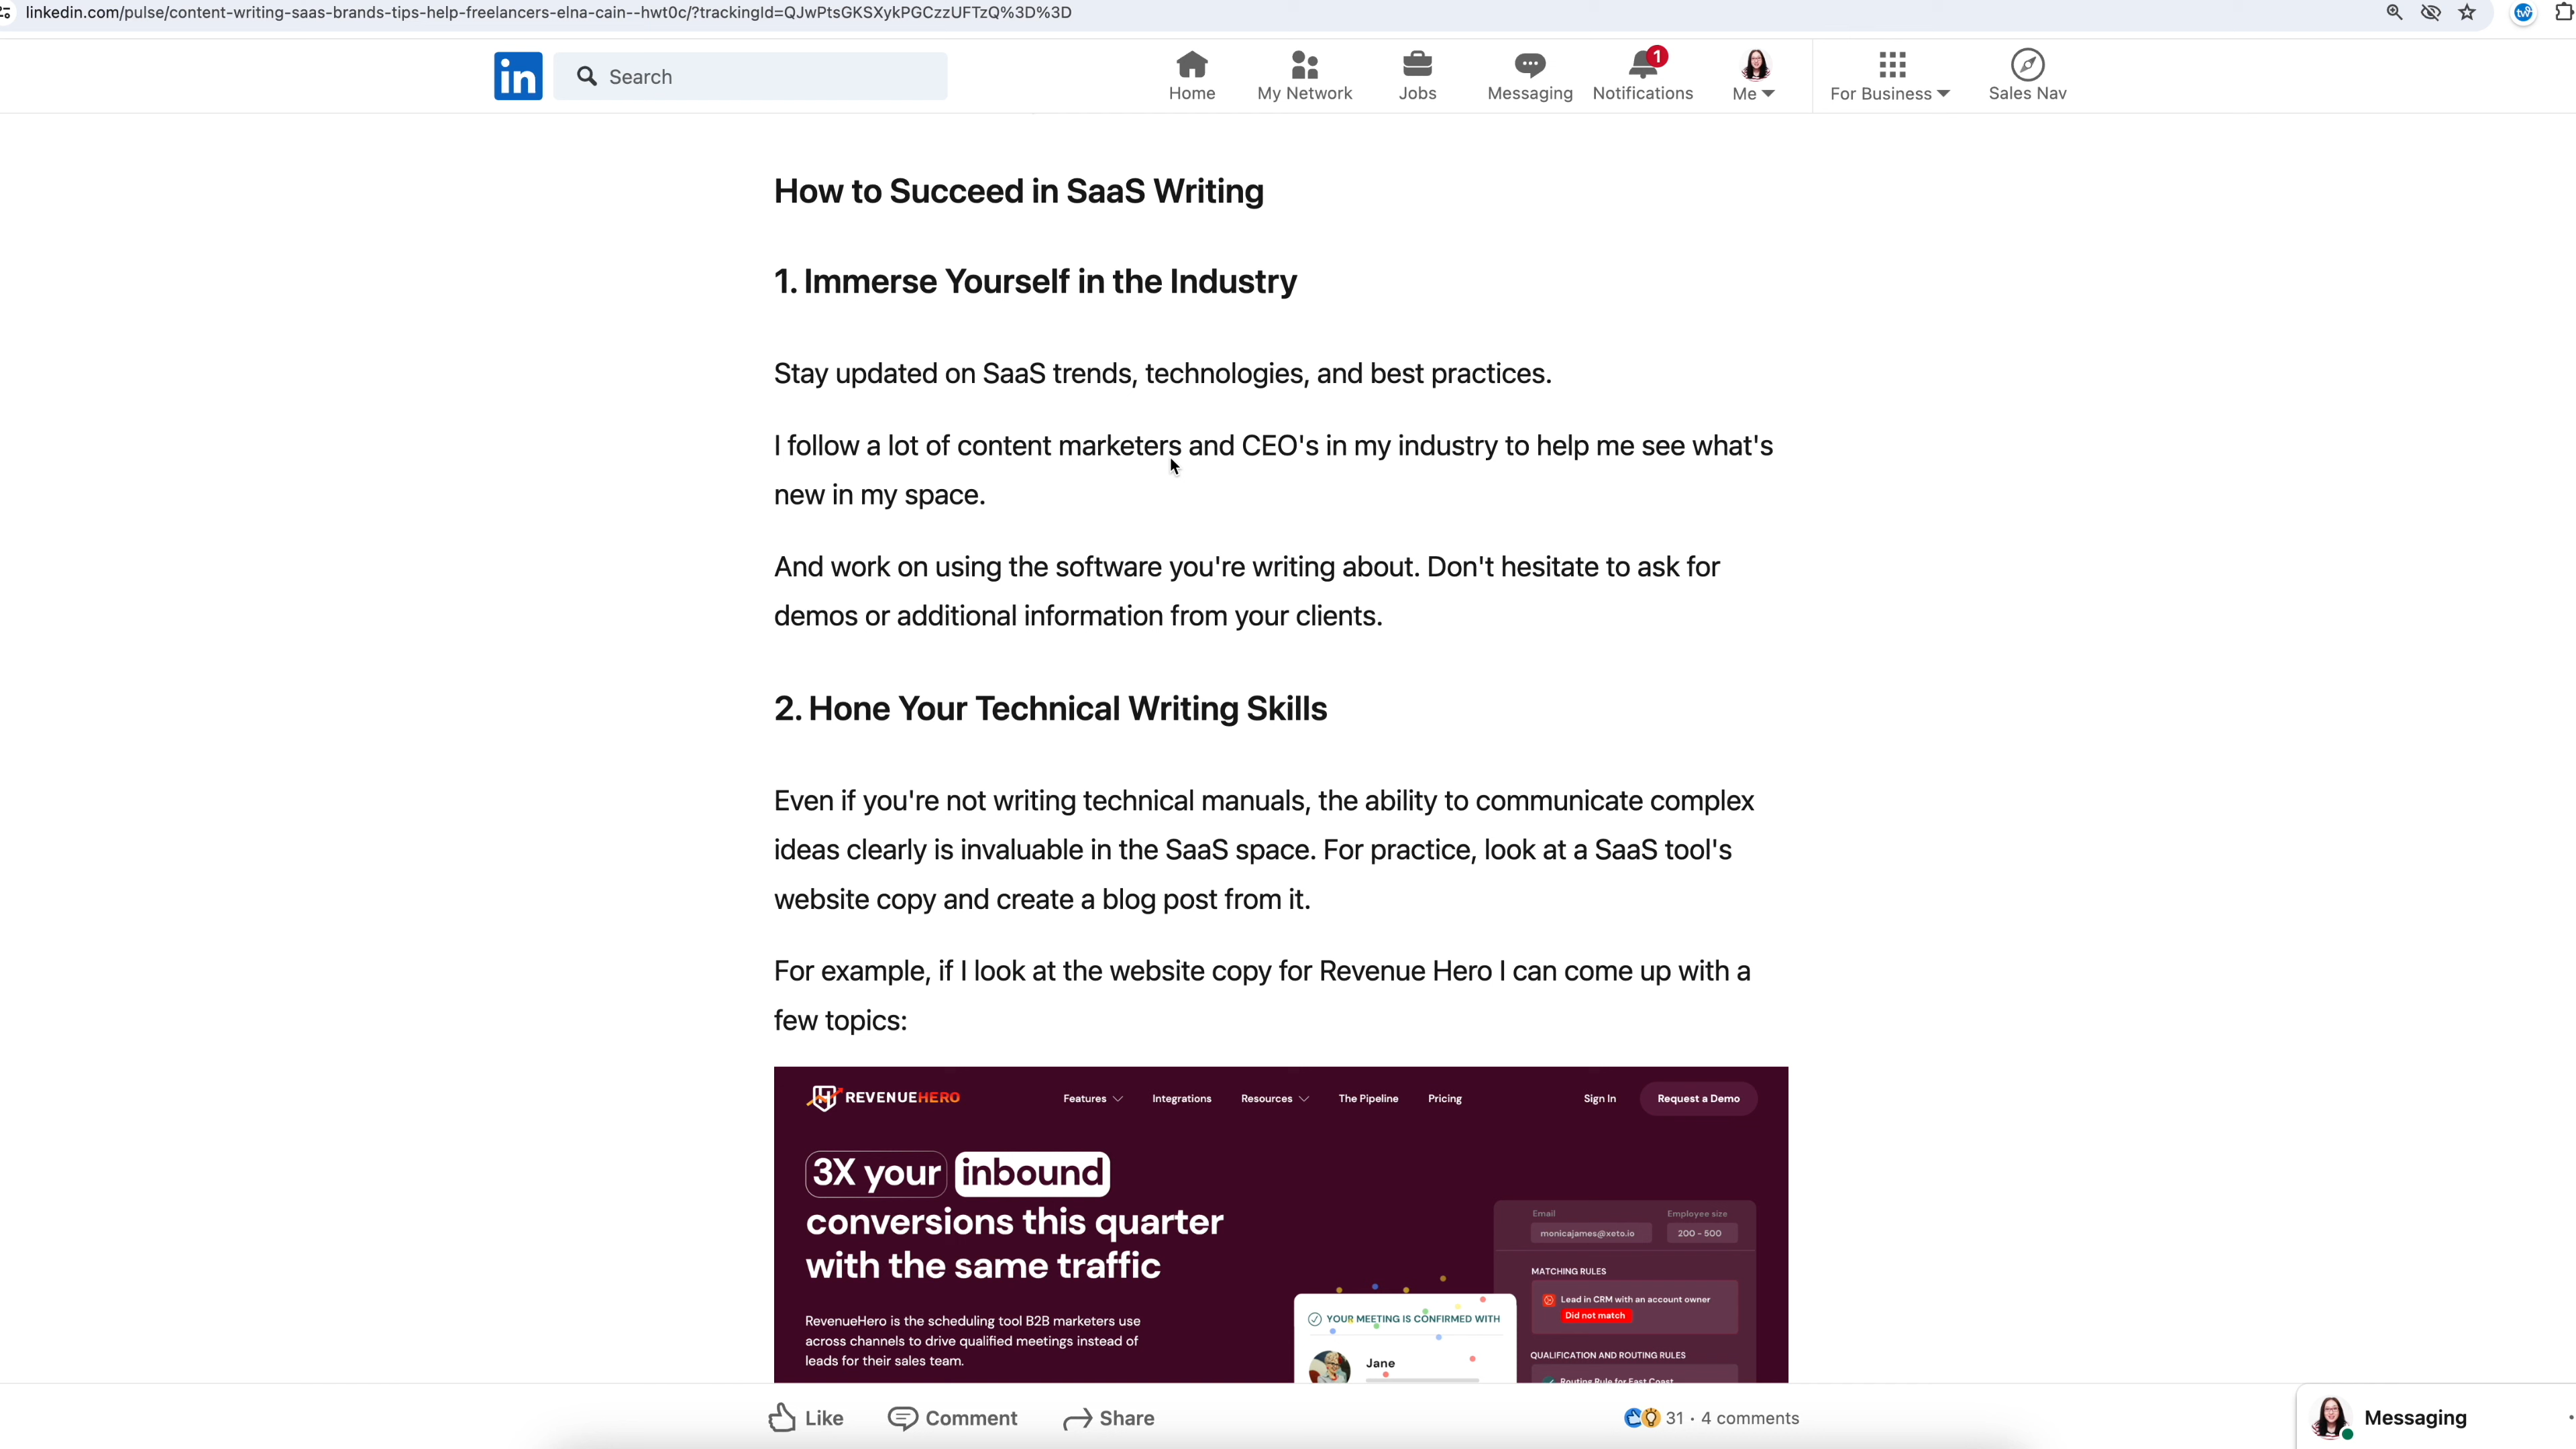 linkedin.com/pulse/content-writing-saas-brands-tips-help-freelancers-elna-cain--hwt0c/?trackingId=QJwPtsGKSXykPGCzzUFTzQ%3D%3D
in
Search
Home
My Network
Jobs
Messaging
1
Notifications
Me
For Business
Sales Nav
How to Succeed in SaaS Writing
1. Immerse Yourself in the Industry
Stay updated on SaaS trends, technologies, and best practices.
I follow a lot of content marketers and CEO's in my industry to help me see what's
new in my space.
And work on using the software you're writing about. Don't hesitate to ask for
demos or additional information from your clients.
2. Hone Your Technical Writing Skills
Even if you're not writing technical manuals, the ability to communicate complex
ideas clearly is invaluable in the SaaS space. For practice, look at a SaaS tool's
website copy and create a blog post from it.
For example, if I look at the website copy for Revenue Hero I can come up with a
few topics:
REVENUEHERO
Features
Integrations
Resources
The Pipeline
Pricing
Sign In
Request a Demo
3X your inbound
conversions this quarter
with the same traffic
RevenueHero is the scheduling tool B2B marketers use
across channels to drive qualified meetings instead of
leads for their sales team.
Email
Employee size
monicajames@xeto.io
200 - 500
MATCHING RULES
Lead in CRM with an account owner
Did not match
QUALIFICATION AND ROUTING RULES
Routing Rule for East Coast
YOUR MEETING IS CONFIRMED WITH
Jane
Like
Comment
Share
31 · 4 comments
Messaging